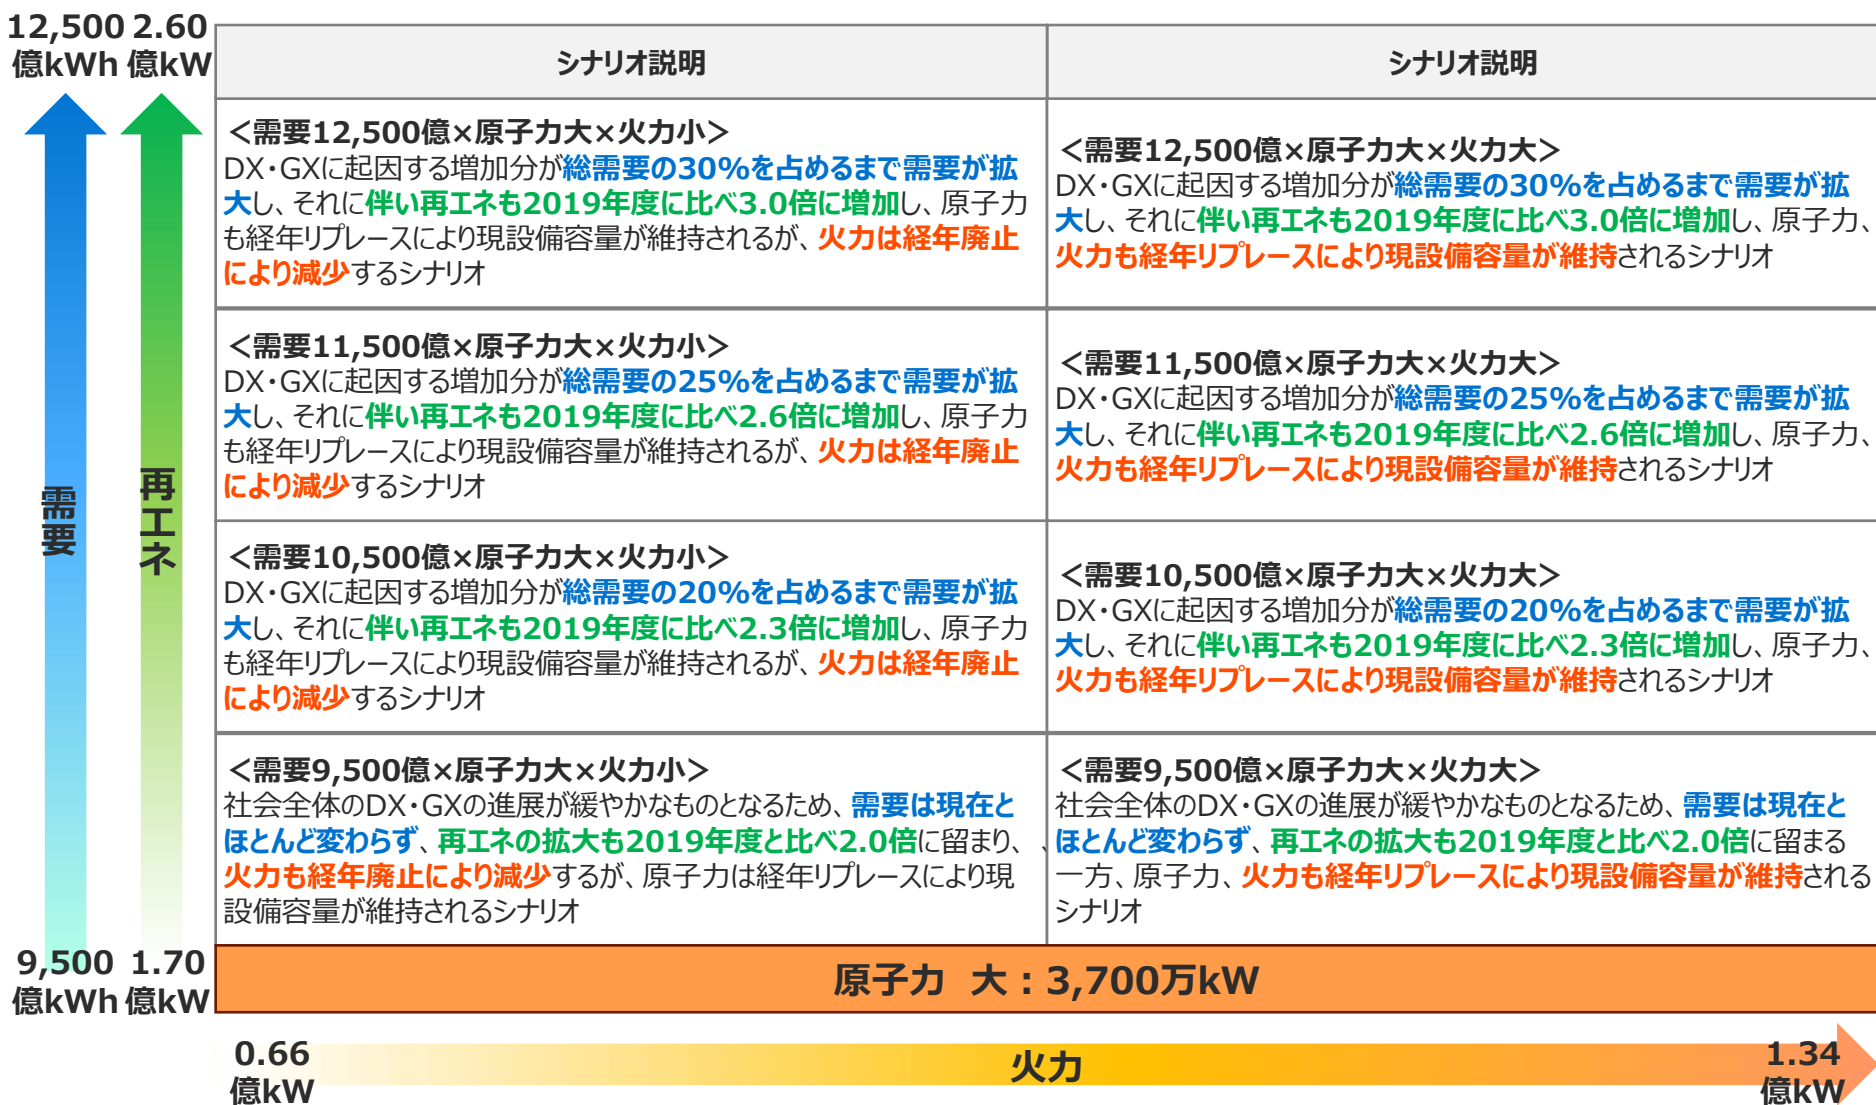 12,500
億kWh
2.60
億kW
シナリオ説明
シナリオ説明
＜需要12,500億×原子力大×火力小＞
DX・GXに起因する増加分が総需要の30%を占めるまで需要が拡
大し、それに伴い再エネも2019年度に比べ3.0倍に増加し、原子力
も経年リプレースにより現設備容量が維持されるが、火力は経年廃止
により減少するシナリオ
＜需要12,500億×原子力大×火力大＞
DX・GXに起因する増加分が総需要の30%を占めるまで需要が拡
大し、それに伴い再エネも2019年度に比べ3.0倍に増加し、原子力、
火力も経年リプレースにより現設備容量が維持されるシナリオ
＜需要11,500億×原子力大×火力小＞
DX・GXに起因する増加分が総需要の25%を占めるまで需要が拡
大し、それに伴い再エネも2019年度に比べ2.6倍に増加し、原子力
も経年リプレースにより現設備容量が維持されるが、火力は経年廃止
により減少するシナリオ
＜需要11,500億×原子力大×火力大＞
DX・GXに起因する増加分が総需要の25%を占めるまで需要が拡
大し、それに伴い再エネも2019年度に比べ2.6倍に増加し、原子力、
火力も経年リプレースにより現設備容量が維持されるシナリオ
需要
再エネ
＜需要10,500億×原子力大×火力小＞
DX・GXに起因する増加分が総需要の20%を占めるまで需要が拡
大し、それに伴い再エネも2019年度に比べ2.3倍に増加し、原子力
も経年リプレースにより現設備容量が維持されるが、火力は経年廃止
により減少するシナリオ
＜需要10,500億×原子力大×火力大＞
DX・GXに起因する増加分が総需要の20%を占めるまで需要が拡
大し、それに伴い再エネも2019年度に比べ2.3倍に増加し、原子力、
火力も経年リプレースにより現設備容量が維持されるシナリオ
＜需要9,500億×原子力大×火力小＞
社会全体のDX・GXの進展が緩やかなものとなるため、需要は現在と
ほとんど変わらず、再エネの拡大も2019年度と比べ2.0倍に留まり、、
火力も経年廃止により減少するが、原子力は経年リプレースにより現
設備容量が維持されるシナリオ
＜需要9,500億×原子力大×火力大＞
社会全体のDX・GXの進展が緩やかなものとなるため、需要は現在と
ほとんど変わらず、再エネの拡大も2019年度と比べ2.0倍に留まる
一方、原子力、火力も経年リプレースにより現設備容量が維持される
シナリオ
9,500
億kWh
1.70
億kW
原子力 大：3,700万kW
0.66
億kW
火力
1.34
億kW